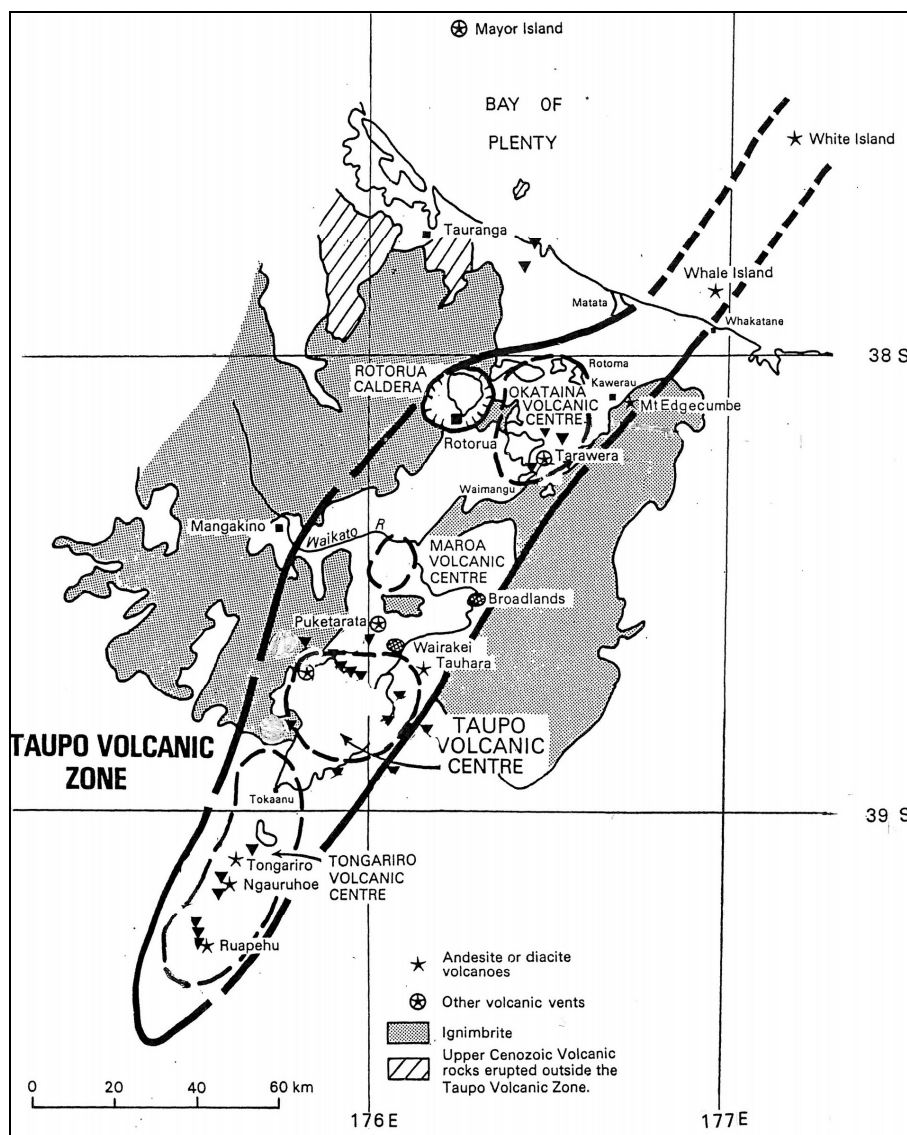 Mayor Island
BAY OF
PLENTY
White Island
Tauranga
Whale Island
Matata
Whakatane
38 S
ROTORUA
CALDERA
Rotoma
Kawerau
OKATAINA
VOLCANIC
CENTRE
Mt Edgecumbe
Rotorua
Tarawera
Waimangu
Mangakino
Waikato R
MAROA
VOLCANIC
CENTRE
Broadlands
Puketarata
Wairakei
Tauhara
TAUPO
VOLCANIC
CENTRE
TAUPO VOLCANIC
ZONE
Tokaanu
39 S
Tongariro
Ngauruhoe
TONGARIRO
VOLCANIC
CENTRE
Ruapehu
Andesite or diacite
volcanoes
Other volcanic vents
Ignimbrite
Upper Cenozoic Volcanic
rocks erupted outside the
Taupo Volcanic Zone.
0 20 40 60 km
176 E
177 E